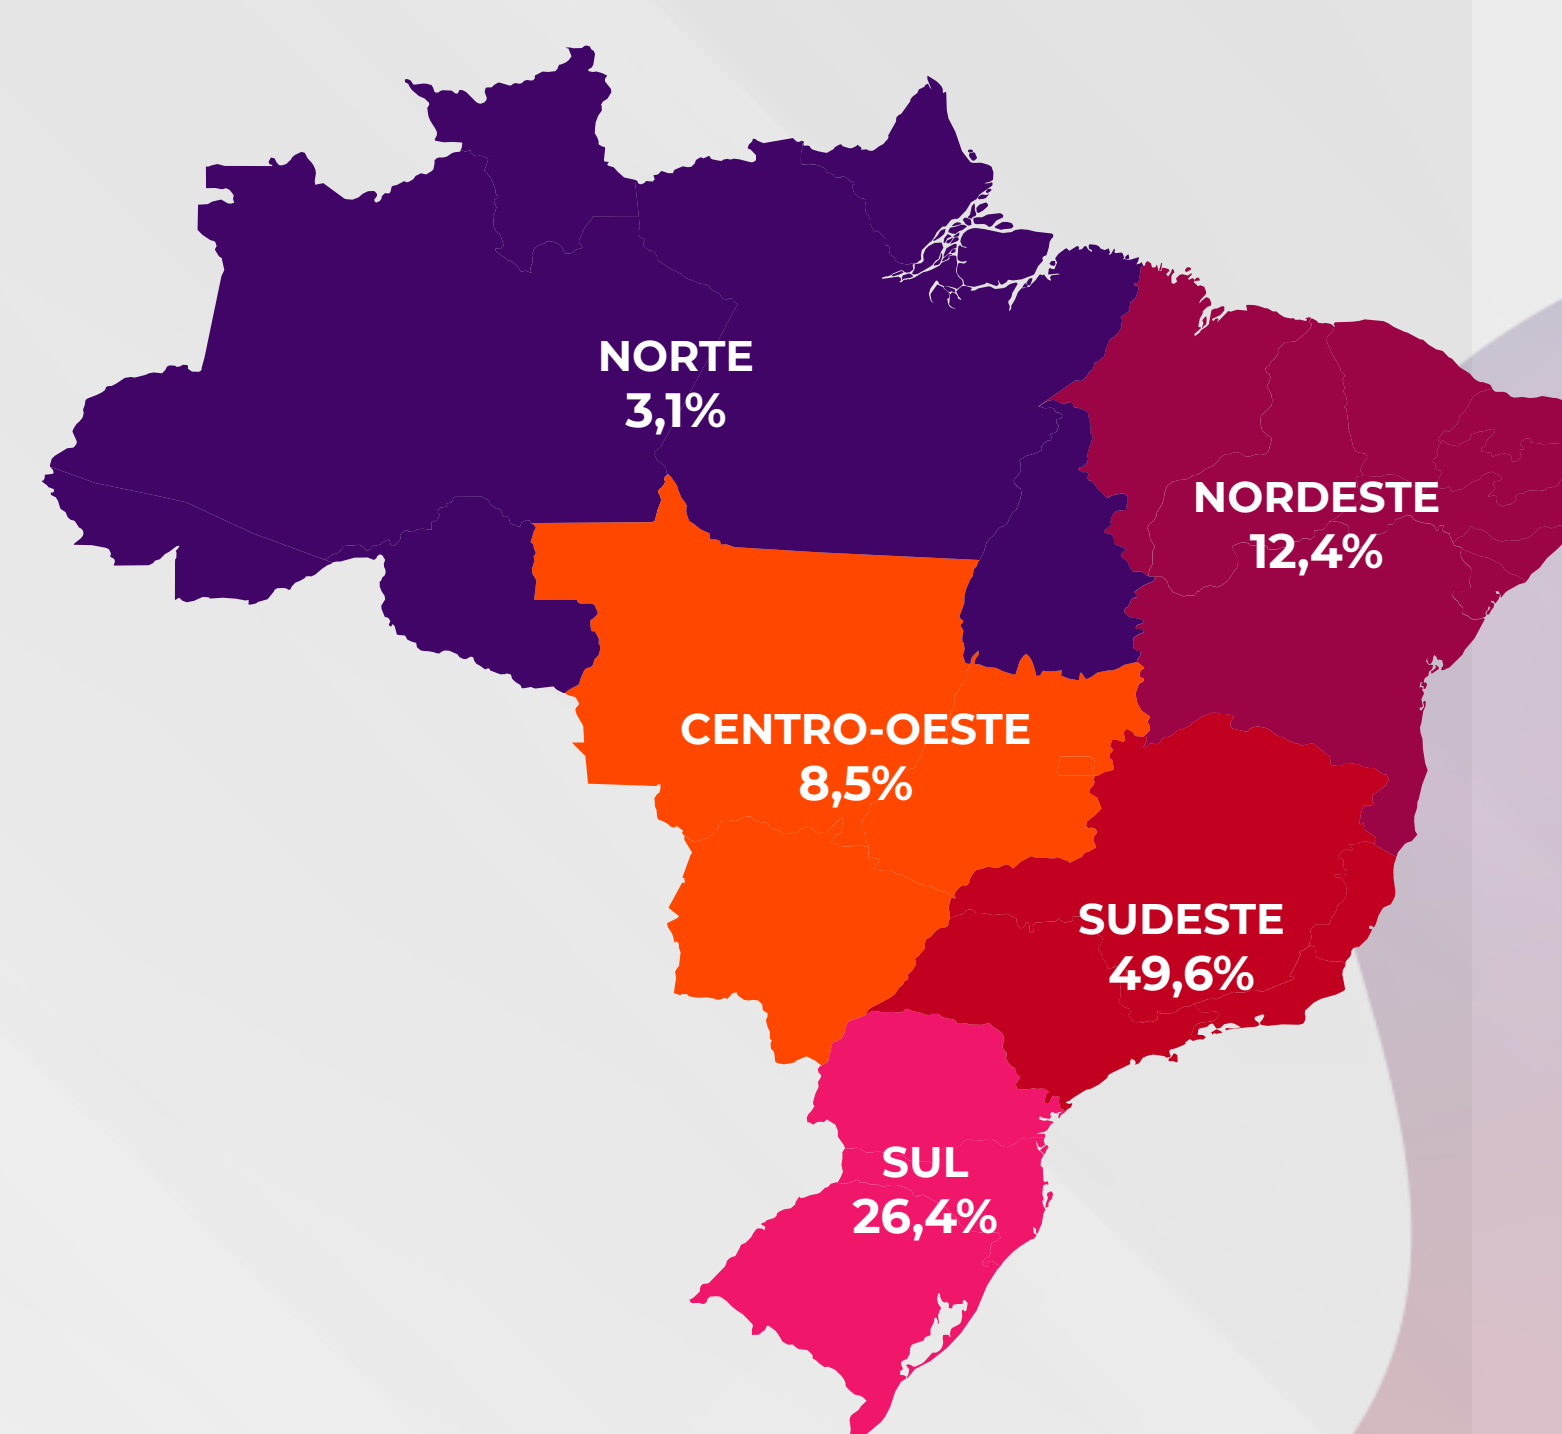 NORTE
3,1%
NORDESTE
12,4%
CENTRO-OESTE
8,5%
SUDESTE
49,6%
SUL
26,4%